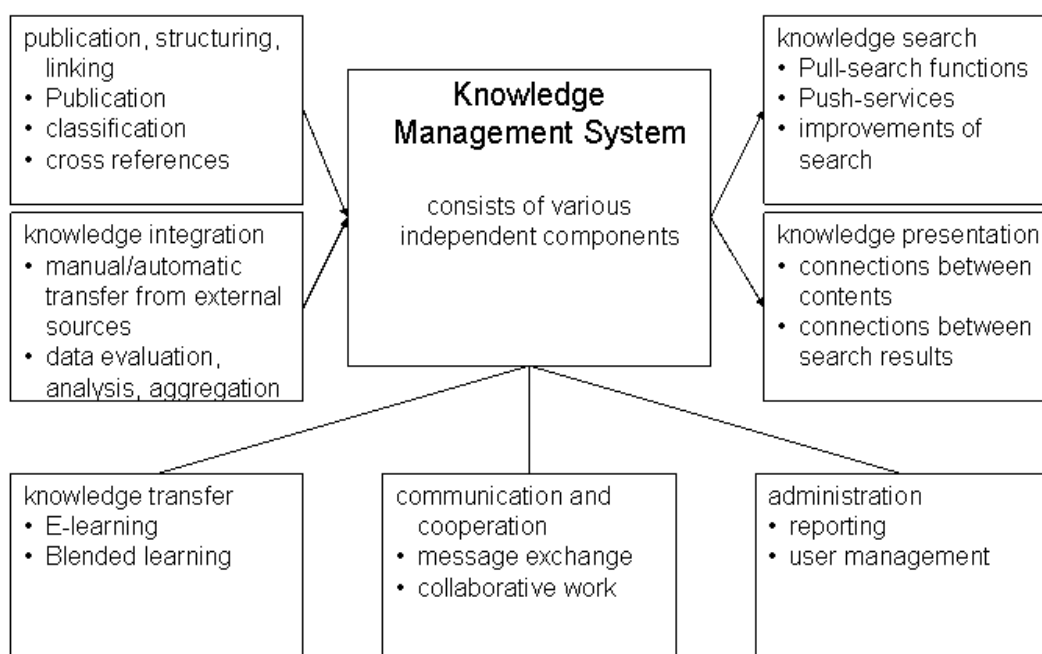 publication, structuring,
linking
• Publication
• classification
• cross references
knowledge integration
• manual/automatic
transfer from external
sources
• data evaluation,
analysis, aggregation
Knowledge
Management System
consists of various
independent components
knowledge search
• Pull-search functions
• Push-services
• improvements of
search
knowledge presentation
• connections between
contents
• connections between
search results
knowledge transfer
• E-learning
• Blended learning
communication and
cooperation
• message exchange
• collaborative work
administration
• reporting
• user management